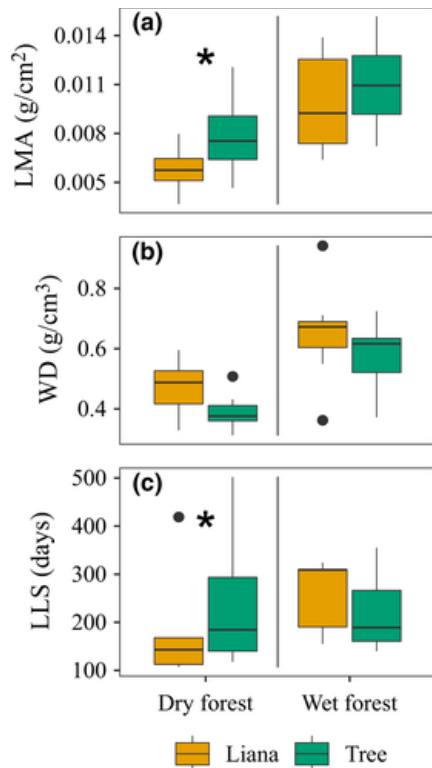 (a)
*
LMA (g/cm²)
0.014
0.011
0.008
0.005
(b)
WD (g/cm³)
0.8
0.6
0.4
(c)
*
LLS (days)
500
400
300
200
100
Dry forest Wet forest
Liana Tree